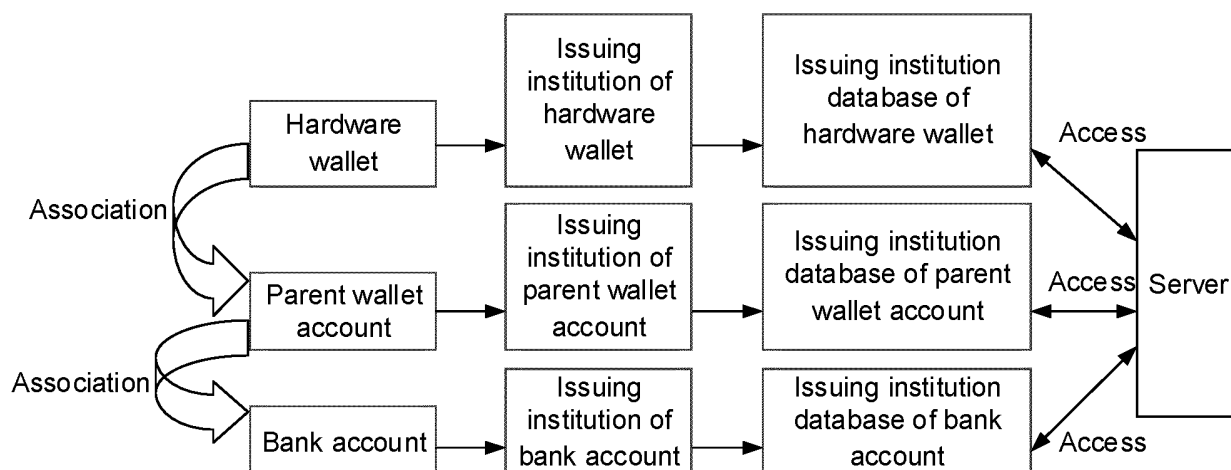 Hardware
wallet
Issuing
institution of
hardware
wallet
Issuing institution
database of
hardware wallet
Access
Association
Parent wallet
account
Issuing
institution of
parent wallet
account
Issuing institution
database of parent
wallet account
Access
Server
Association
Bank account
Issuing
institution of
bank account
Issuing institution
database of bank
account
Access